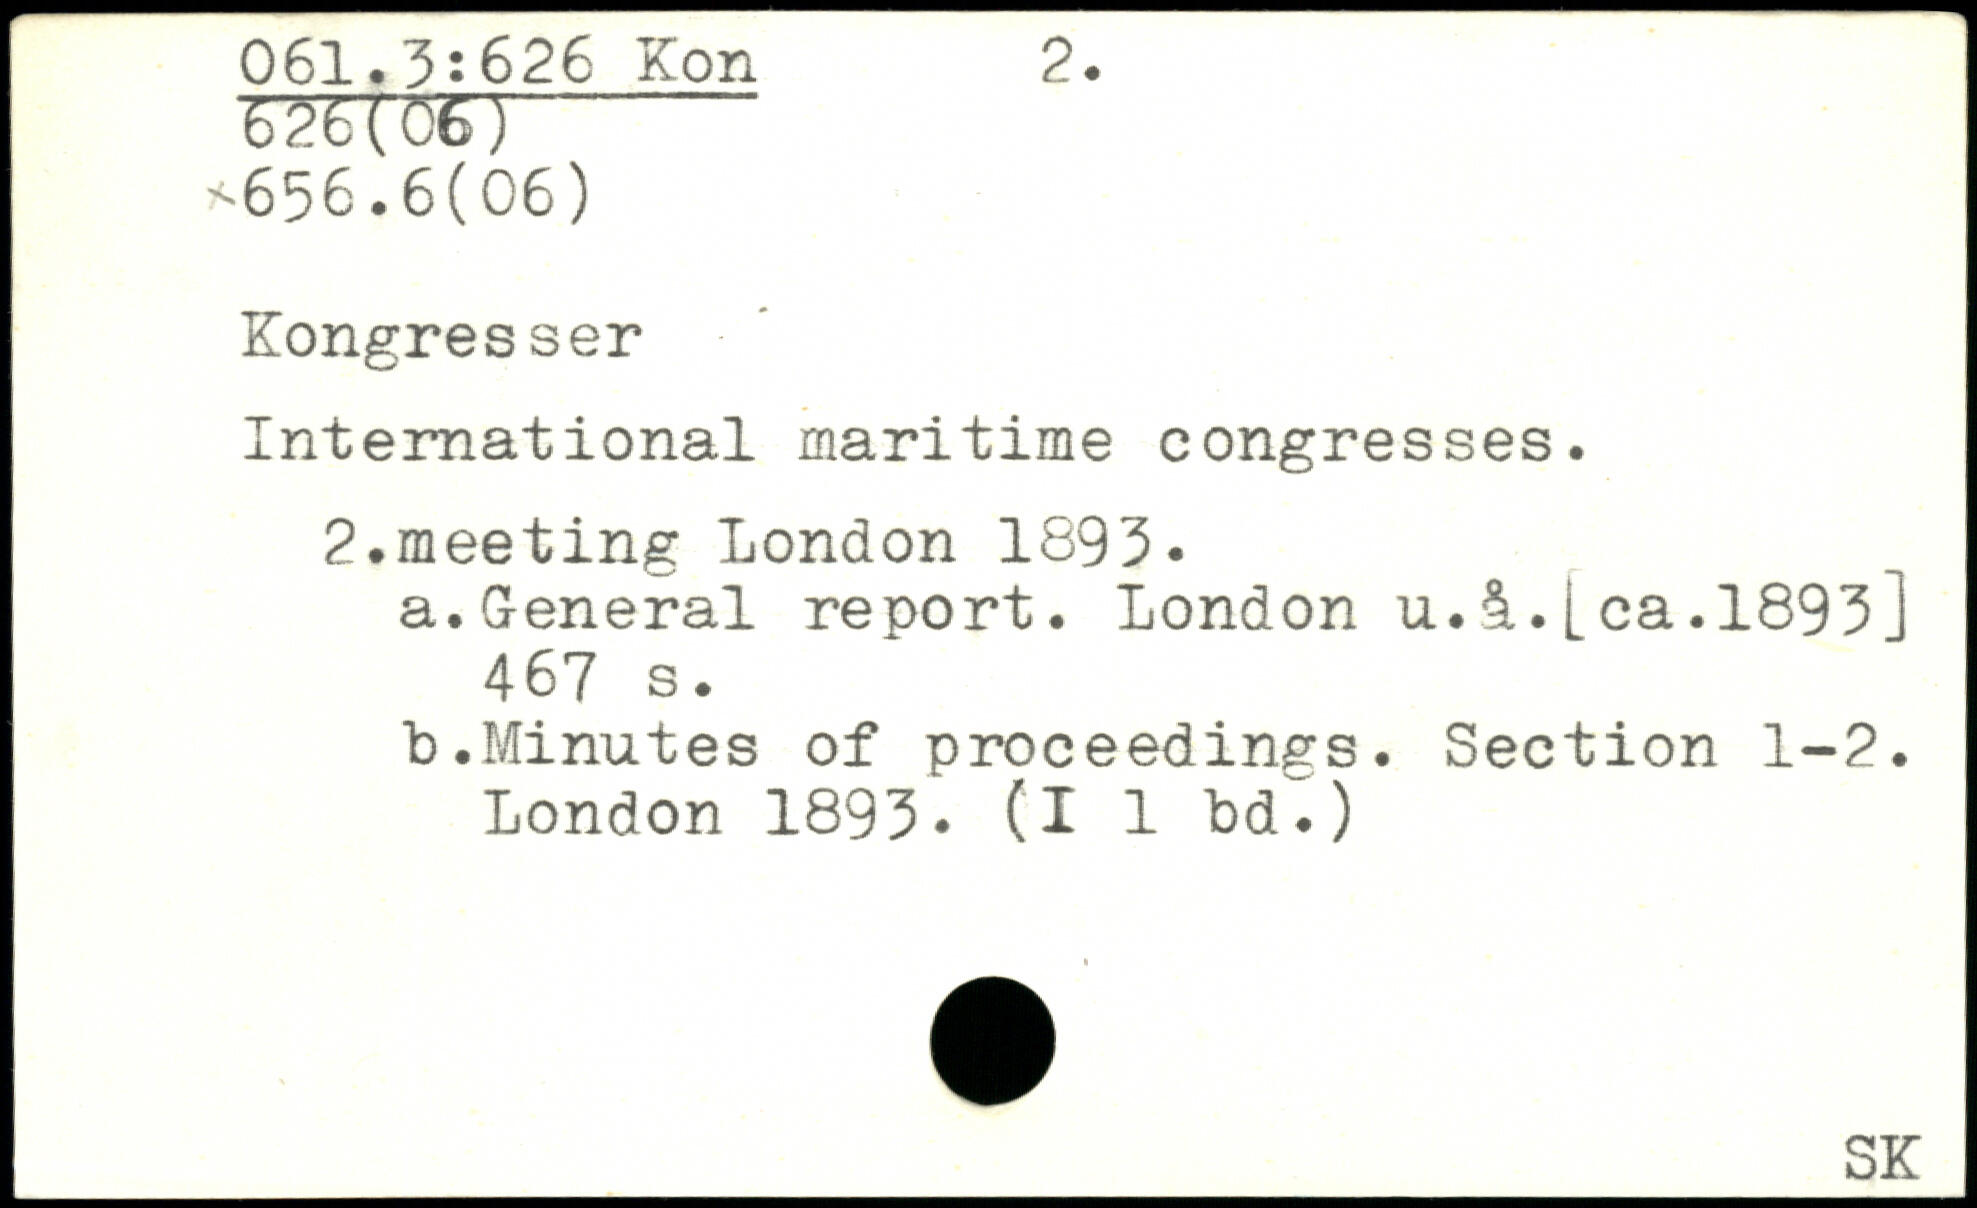 061.3:626 Kon 2.
626(06)
×656.6(06)
Kongresser
International maritime congresses.
2.meeting London 1893.
a.General report. London u.å.[ca.1893]
467 s.
b.Minutes of proceedings. Section 1-2.
London 1893. (I 1 bd.)
SK